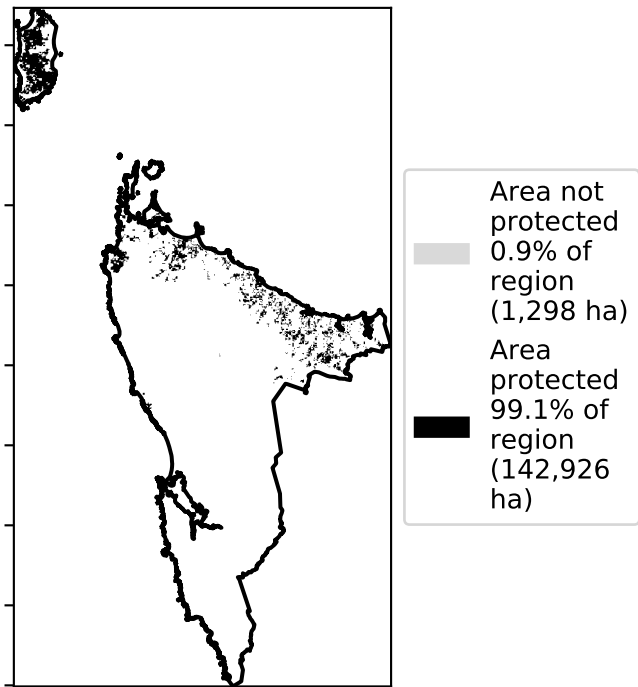 Area not
protected
0.9% of
region
(1,298 ha)
Area
protected
99.1% of
region
(142,926
ha)